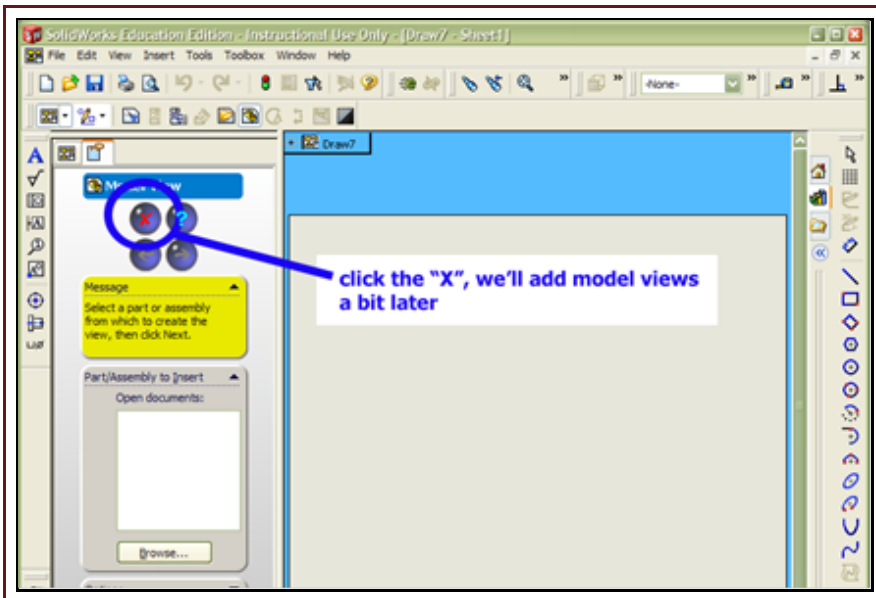 SolidWorks Education Edition - Instructional Use Only - [Draw7 - Sheet1]
File Edit View Insert Tools Toolbox Window Help
-None-
Draw7
Model View
click the “X”, we’ll add model views
a bit later
Message
Select a part or assembly
from which to create the
view, then click Next.
Part/Assembly to Insert
Open documents:
Browse...